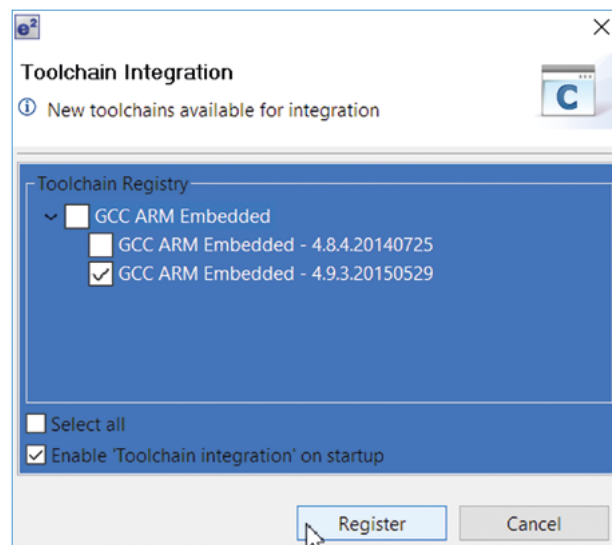 e²
Toolchain Integration
New toolchains available for integration
C
Toolchain Registry
GCC ARM Embedded
GCC ARM Embedded - 4.8.4.20140725
GCC ARM Embedded - 4.9.3.20150529
Select all
Enable 'Toolchain integration' on startup
Register Cancel